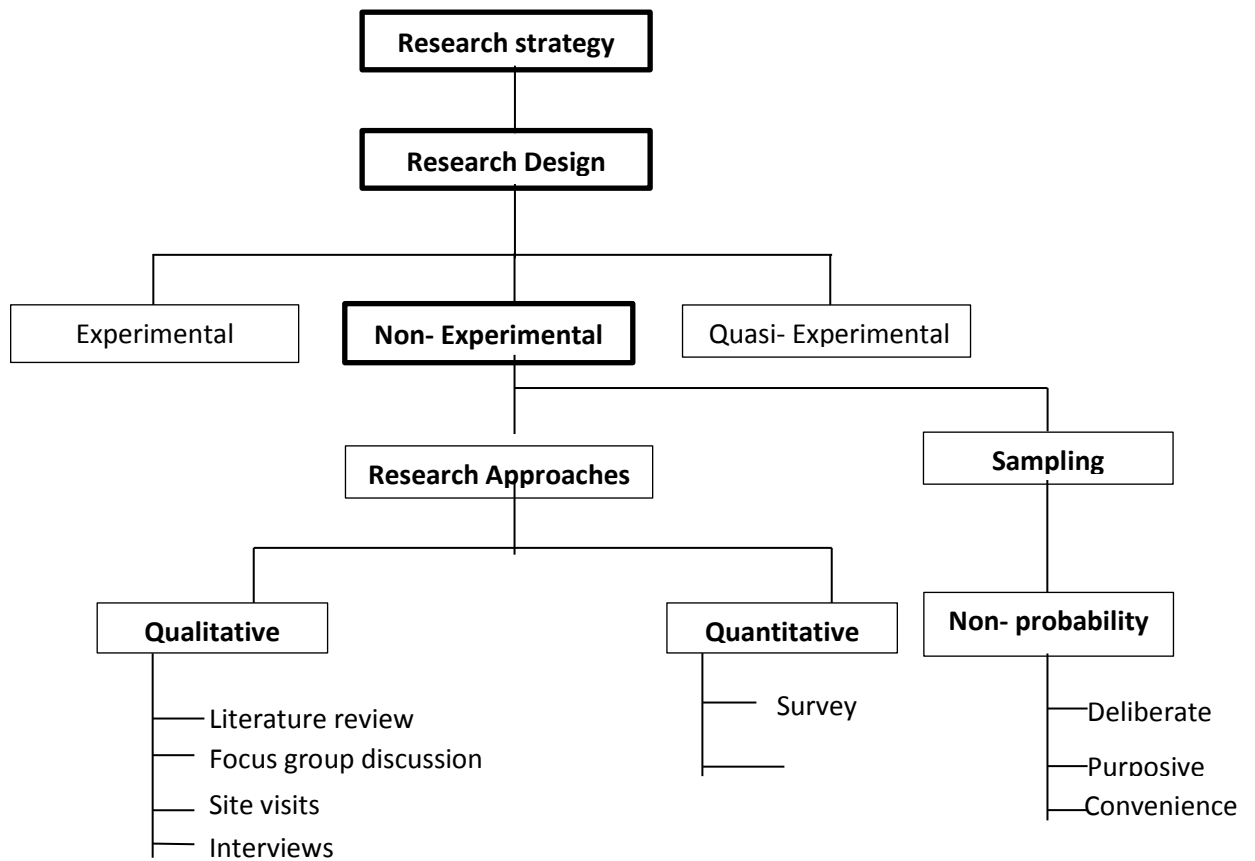 Research strategy
Research Design
Experimental
Non- Experimental
Quasi- Experimental
Research Approaches
Sampling
Qualitative
Quantitative
Non- probability
Literature review
Focus group discussion
Site visits
Interviews
Survey
Deliberate
Purposive
Convenience